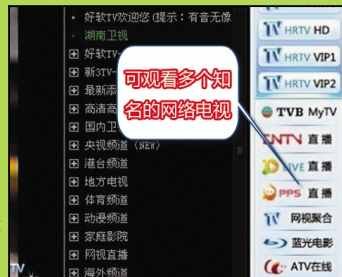 好软TV欢迎您(提示：有音无像
湖南卫视
好软TV-
新3TV-
最新添
高清高
国内卫
央视频道（NEW）
港台频道
地方电视
体育频道
动漫频道
家庭影院
网视直播
海外频道
可观看多个知
名的网络电视
HRTV HD
HRTV VIP1
HRTV VIP2
TVB MyTV
CNTV 直播
LIVE 直播
PPS 直播
网视聚合
蓝光电影
ATV在线